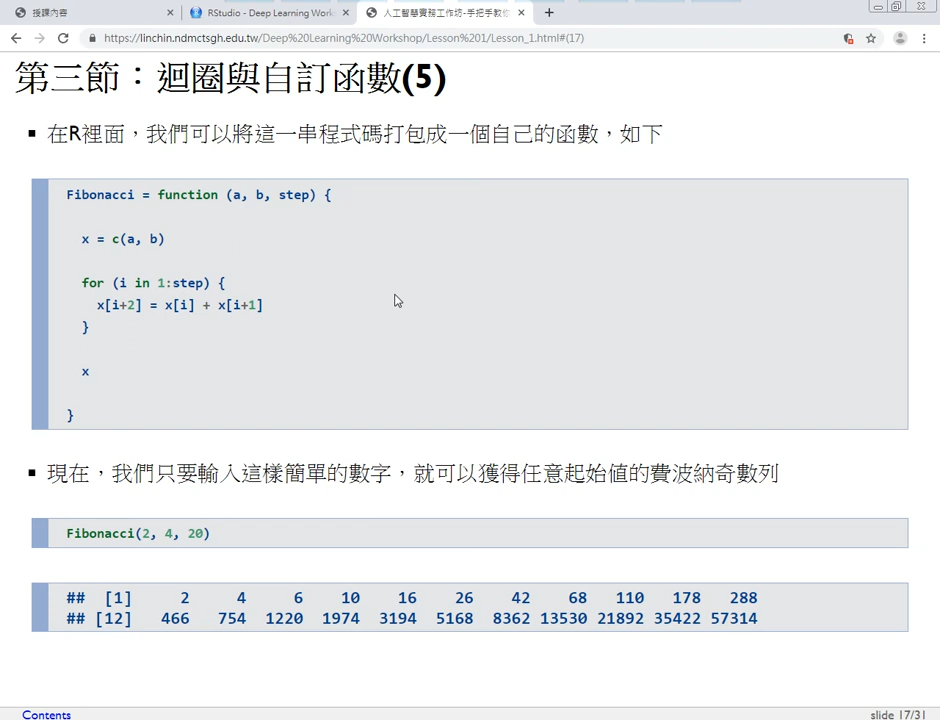 授課內容
RStudio - Deep Learning Work
人工智慧實務工作坊-手把手教你
https://linchin.ndmctsgh.edu.tw/Deep%20Learning%20Workshop/Lesson%201/Lesson_1.html#(17)
第三節：迴圈與自訂函數(5)
▪ 在R裡面，我們可以將這一串程式碼打包成一個自己的函數，如下
Fibonacci = function (a, b, step) {
x = c(a, b)
for (i in 1:step) {
x[i+2] = x[i] + x[i+1]
}
x
}
▪ 現在，我們只要輸入這樣簡單的數字，就可以獲得任意起始值的費波納奇數列
Fibonacci(2, 4, 20)
## [1] 2 4 6 10 16 26 42 68 110 178 288
## [12] 466 754 1220 1974 3194 5168 8362 13530 21892 35422 57314
Contents
slide 17/31